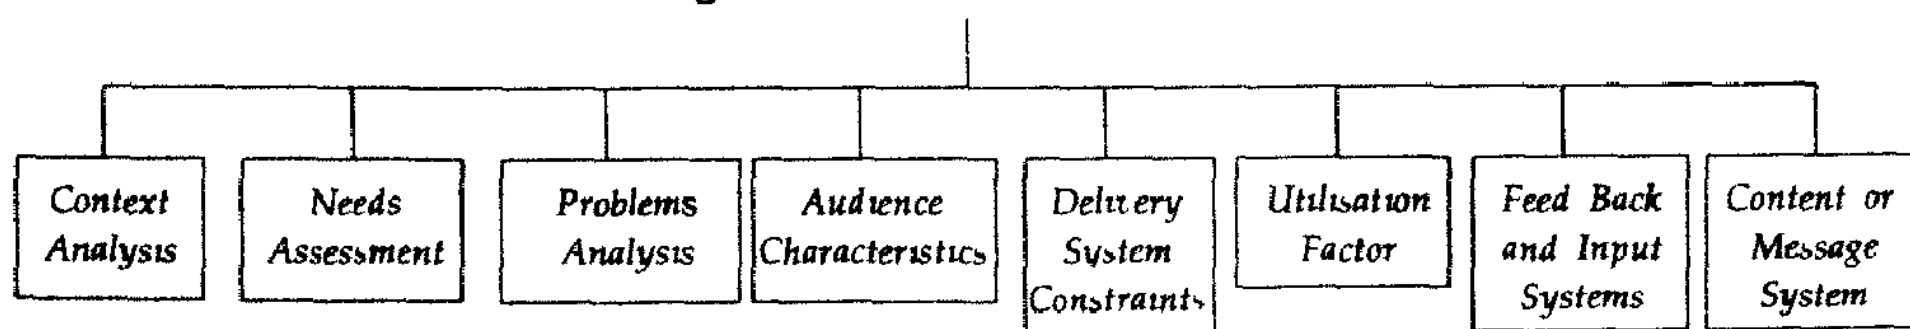 Context
Analysis
Needs
Assessment
Problems
Analysis
Audience
Characteristics
Delivery
System
Constraints
Utilisation
Factor
Feed Back
and Input
Systems
Content or
Message
System